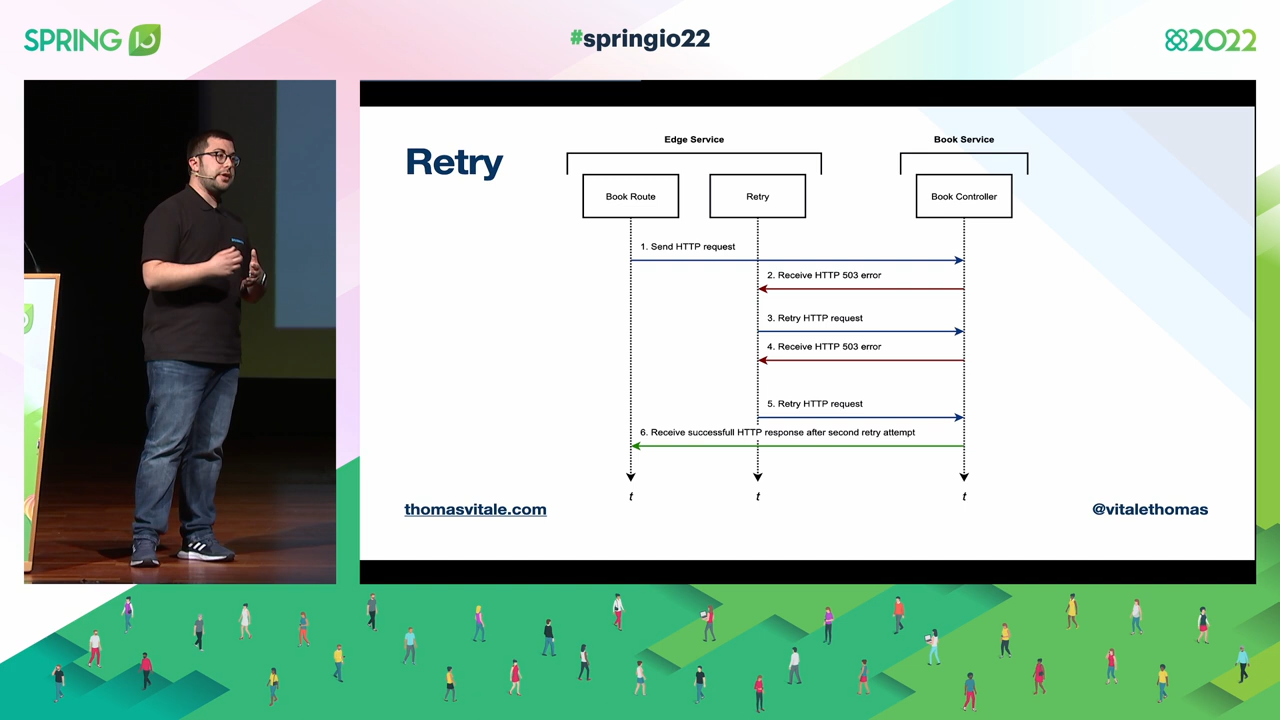 SPRING IO
#springio22
2022
Retry
Edge Service
Book Service
Book Route
Retry
Book Controller
1. Send HTTP request
2. Receive HTTP 503 error
3. Retry HTTP request
4. Receive HTTP 503 error
5. Retry HTTP request
6. Receive successfull HTTP response after second retry attempt
t
t
t
thomasvitale.com
@vitalethomas